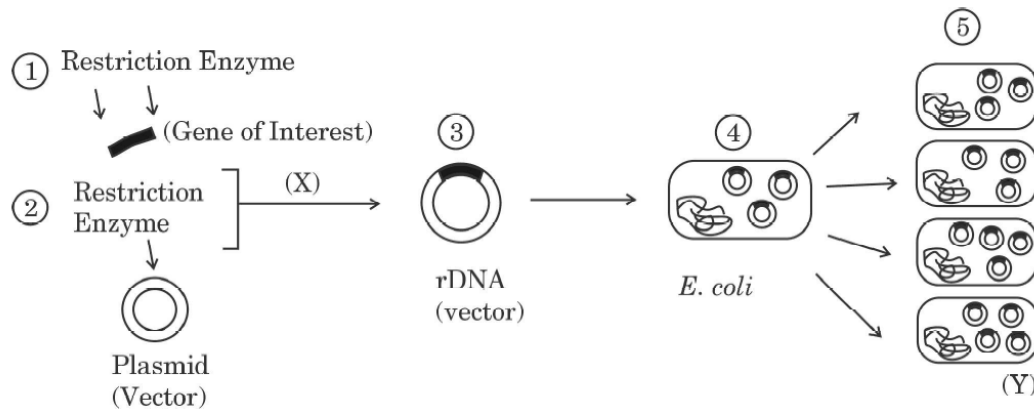 ① Restriction Enzyme
(Gene of Interest)
② Restriction
Enzyme
Plasmid
(Vector)
(X)
③
rDNA
(vector)
④
E. coli
⑤
(Y)